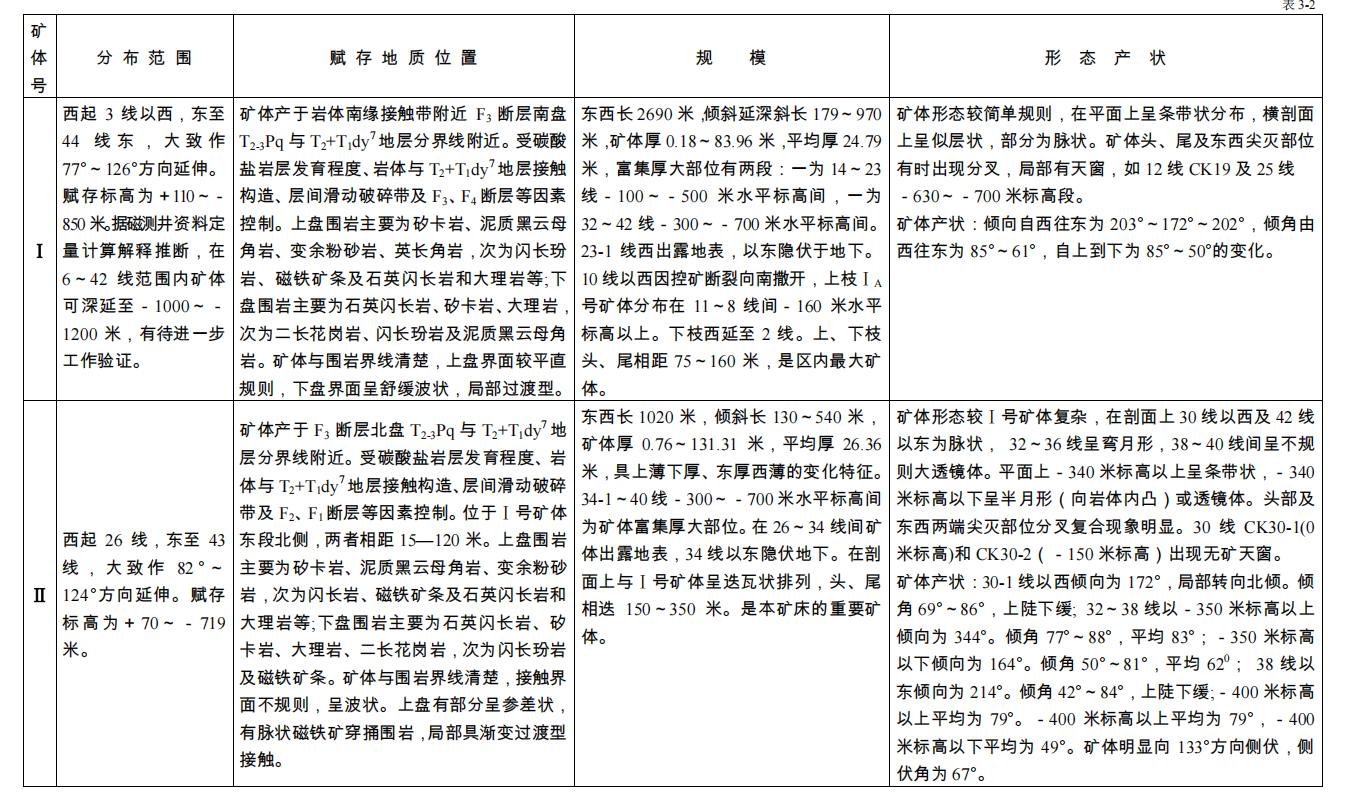 表 3-2
矿
体
号
分 布 范 围
赋 存 地 质 位 置
规 模
形 态 产 状
Ⅰ
西起 3 线以西，东至
44 线东，大致作
77°～126°方向延伸。
赋存标高为＋110～-
850 米。据磁测井资料定
量计算解释推断，在
6～42 线范围内矿体
可深延至﹣1000～﹣
1200 米，有待进一步
工作验证。
矿体产于岩体南缘接触带附近 F3 断层南盘
T2-3Pq 与 T2+T1dy7 地层分界线附近。受碳酸
盐岩层发育程度、岩体与 T2+T1dy7 地层接触
构造、层间滑动破碎带及 F3、F4 断层等因素
控制。上盘围岩主要为矽卡岩、泥质黑云母
角岩、变余粉砂岩、英长角岩，次为闪长玢
岩、磁铁矿条及石英闪长岩和大理岩等；下
盘围岩主要为石英闪长岩、矽卡岩、大理岩，
次为二长花岗岩、闪长玢岩及泥质黑云母角
岩。矿体与围岩界线清楚，上盘界面较平直
规则，下盘界面呈舒缓波状，局部过渡型。
东西长 2690 米，倾斜延深斜长 179～970
米，矿体厚 0.18～83.96 米，平均厚 24.79
米，富集厚大部位有两段：一为 14～23
线﹣100～﹣500 米水平标高间，一为
32～42 线﹣300～﹣700 米水平标高间。
23-1 线西出露地表，以东隐伏于地下。
10 线以西因控矿断裂向南撒开，上枝ⅠA
号矿体分布在 11～8 线间﹣160 米水平
标高以上。下枝西延至 2 线。上、下枝
头、尾相距 75～160 米，是区内最大矿
体。
矿体形态较简单规则，在平面上呈条带状分布，横剖面
上呈似层状，部分为脉状。矿体头、尾及东西尖灭部位
有时出现分叉，局部有天窗，如 12 线 CK19 及 25 线
﹣630～﹣700 米标高段。
矿体产状：倾向自西往东为 203°～172°～202°，倾角由
西往东为 85°～61°，自上到下为 85°～50°的变化。
Ⅱ
西起 26 线，东至 43
线，大致作 82°～
124°方向延伸。赋存
标高为＋70～﹣719
米。
矿体产于 F3 断层北盘 T2-3Pq 与 T2+T1dy7 地
层分界线附近。受碳酸盐岩层发育程度、岩
体与 T2+T1dy7 地层接触构造、层间滑动破碎
带及 F2、F1 断层等因素控制。位于Ⅰ号矿体
东段北侧，两者相距 15—120 米。上盘围岩
主要为矽卡岩、泥质黑云母角岩、变余粉砂
岩，次为闪长岩、磁铁矿条及石英闪长岩和
大理岩等；下盘围岩主要为石英闪长岩、矽
卡岩、大理岩、二长花岗岩，次为闪长玢岩
及磁铁矿条。矿体与围岩界线清楚，接触界
面不规则，呈波状。上盘有部分呈参差状，
有脉状磁铁矿穿捅围岩，局部具渐变过渡型
接触。
东西长 1020 米，倾斜长 130～540 米，
矿体厚 0.76～131.31 米，平均厚 26.36
米，具上薄下厚、东厚西薄的变化特征。
34-1～40 线﹣300～﹣700 米水平标高间
为矿体富集厚大部位。在 26～34 线间矿
体出露地表，34 线以东隐伏地下。在剖
面上与Ⅰ号矿体呈迭瓦状排列，头、尾
相迭 150～350 米。是本矿床的重要矿
体。
矿体形态较Ⅰ号矿体复杂，在剖面上 30 线以西及 42 线
以东为脉状， 32～36 线呈弯月形，38～40 线间呈不规
则大透镜体。平面上﹣340 米标高以上呈条带状，﹣340
米标高以下呈半月形（向岩体内凸）或透镜体。头部及
东西两端尖灭部位分叉复合现象明显。30 线 CK30-1(0
米标高)和 CK30-2（﹣150 米标高）出现无矿天窗。
矿体产状：30-1 线以西倾向为 172°，局部转向北倾。倾
角 69°～86°，上陡下缓；32～38 线以﹣350 米标高以上
倾向为 344°。倾角 77°～88°，平均 83°；﹣350 米标高
以下倾向为 164°。倾角 50°～81°，平均 62⁰；38 线以
东倾向为 214°。倾角 42°～84°，上陡下缓；﹣400 米标高
以上平均为 79°。﹣400 米标高以上平均为 79°，﹣400
米标高以下平均为 49°。矿体明显向 133°方向侧伏，侧
伏角为 67°。